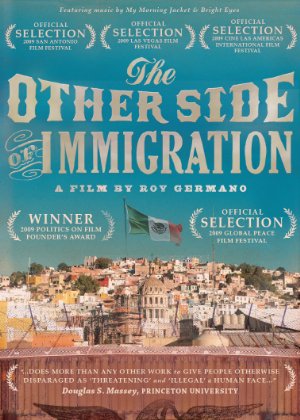 Featuring music by My Morning Jacket & Bright Eyes
OFFICIAL
SELECTION
2009 SAN ANTONIO
FILM FESTIVAL
OFFICIAL
SELECTION
2009 LAS VEGAS FILM
FESTIVAL
OFFICIAL
SELECTION
2009 CINE LAS AMERICAS
INTERNATIONAL FILM
FESTIVAL
The
OTHER SIDE
OF IMMIGRATION
A FILM BY ROY GERMANO
WINNER
2009 POLITICS ON FILM
FOUNDER'S AWARD
OFFICIAL
SELECTION
2009 GLOBAL PEACE
FILM FESTIVAL
"...DOES MORE THAN ANY OTHER WORK to GIVE PEOPLE OTHERWISE
DISPARAGED AS 'THREATENING' and 'ILLEGAL' a HUMAN FACE..."
Douglas S. Massey, PRINCETON UNIVERSITY